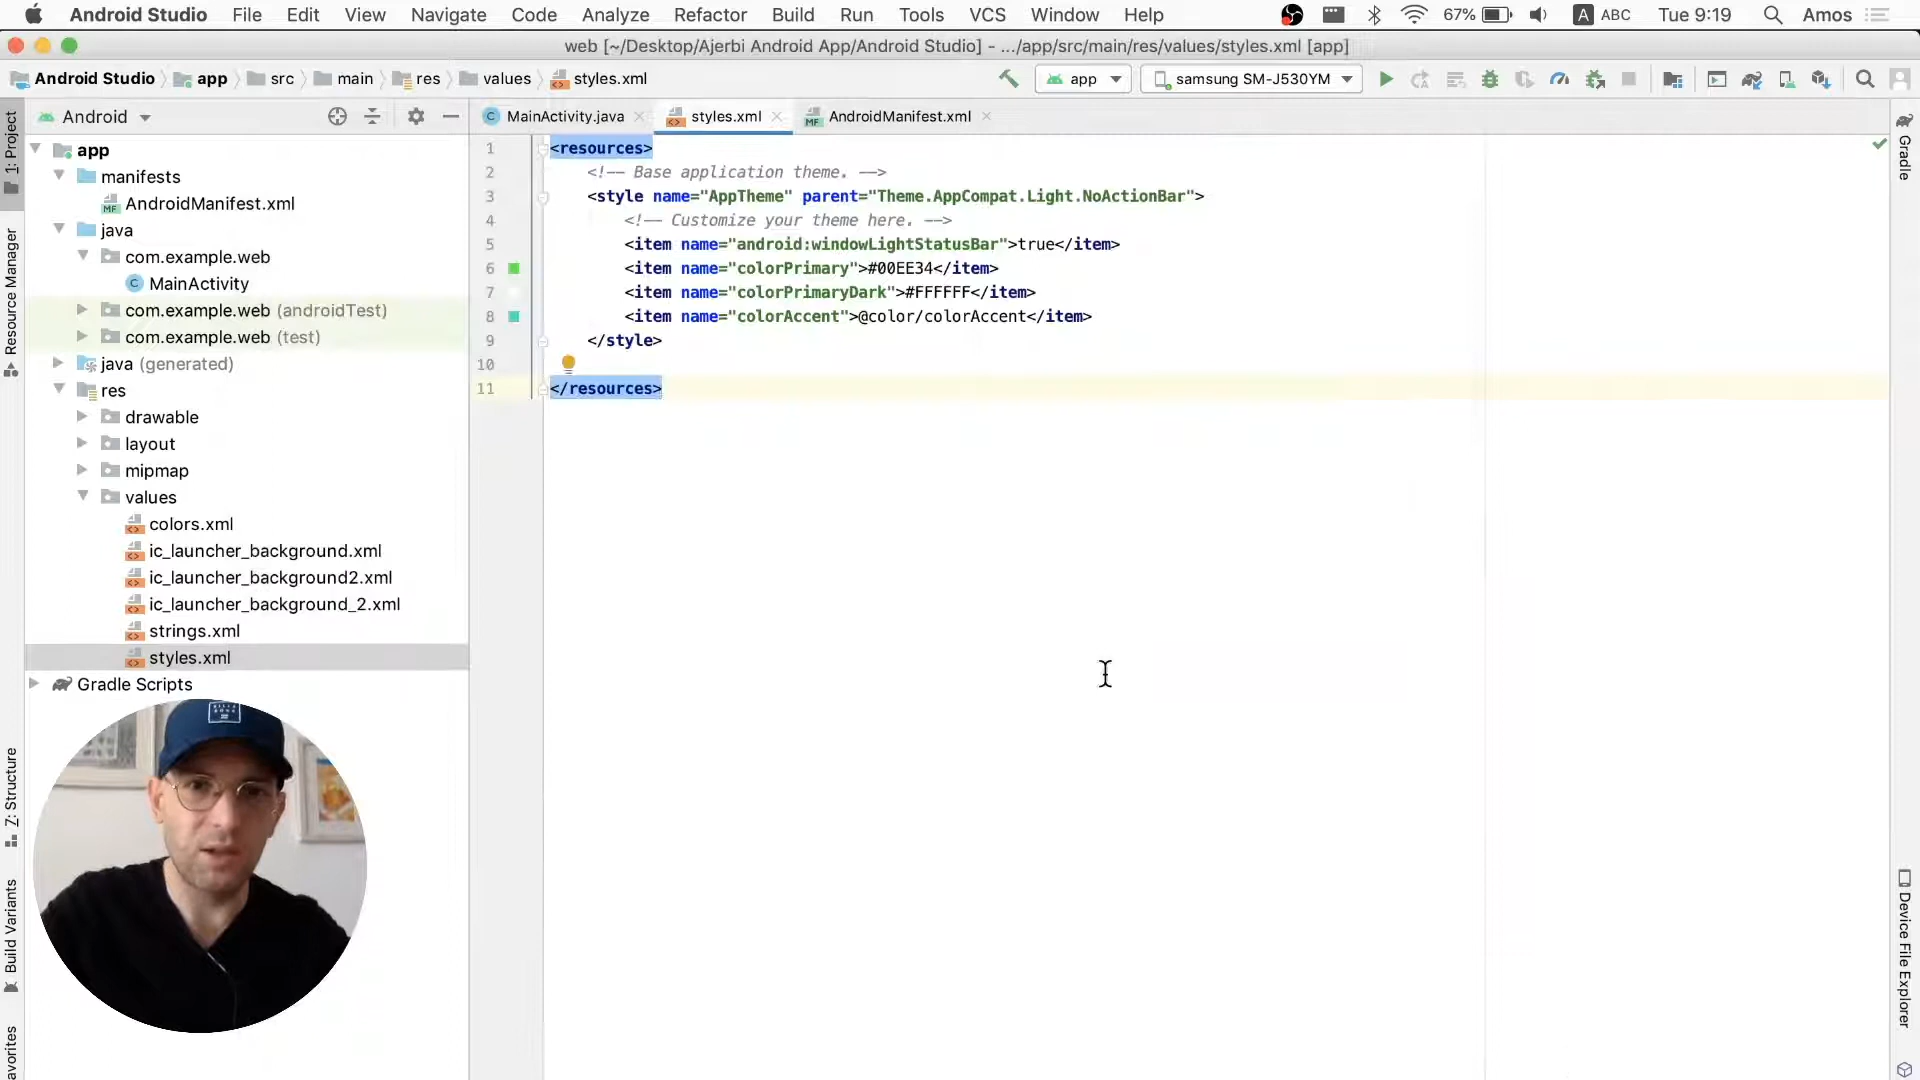 Android Studio File Edit View Navigate Code Analyze Refactor Build Run Tools VCS Window Help 67% A ABC Tue 9:19 Amos
web [~/Desktop/Ajerbi Android App/Android Studio] - .../app/src/main/res/values/styles.xml [app]
Android Studio app src main res values styles.xml app samsung SM-J530YM
Android
MainActivity.java styles.xml AndroidManifest.xml
1: Project
Resource Manager
Z: Structure
Build Variants
avorites
app
manifests
AndroidManifest.xml
java
com.example.web
MainActivity
com.example.web (androidTest)
com.example.web (test)
java (generated)
res
drawable
layout
mipmap
values
colors.xml
ic_launcher_background.xml
ic_launcher_background2.xml
ic_launcher_background_2.xml
strings.xml
styles.xml
Gradle Scripts
1 <resources>
2 <!-- Base application theme. -->
3 <style name="AppTheme" parent="Theme.AppCompat.Light.NoActionBar">
4 <!-- Customize your theme here. -->
5 <item name="android:windowLightStatusBar">true</item>
6 <item name="colorPrimary">#00EE34</item>
7 <item name="colorPrimaryDark">#FFFFFF</item>
8 <item name="colorAccent">@color/colorAccent</item>
9 </style>
10
11 </resources>
Gradle
Device File Explorer